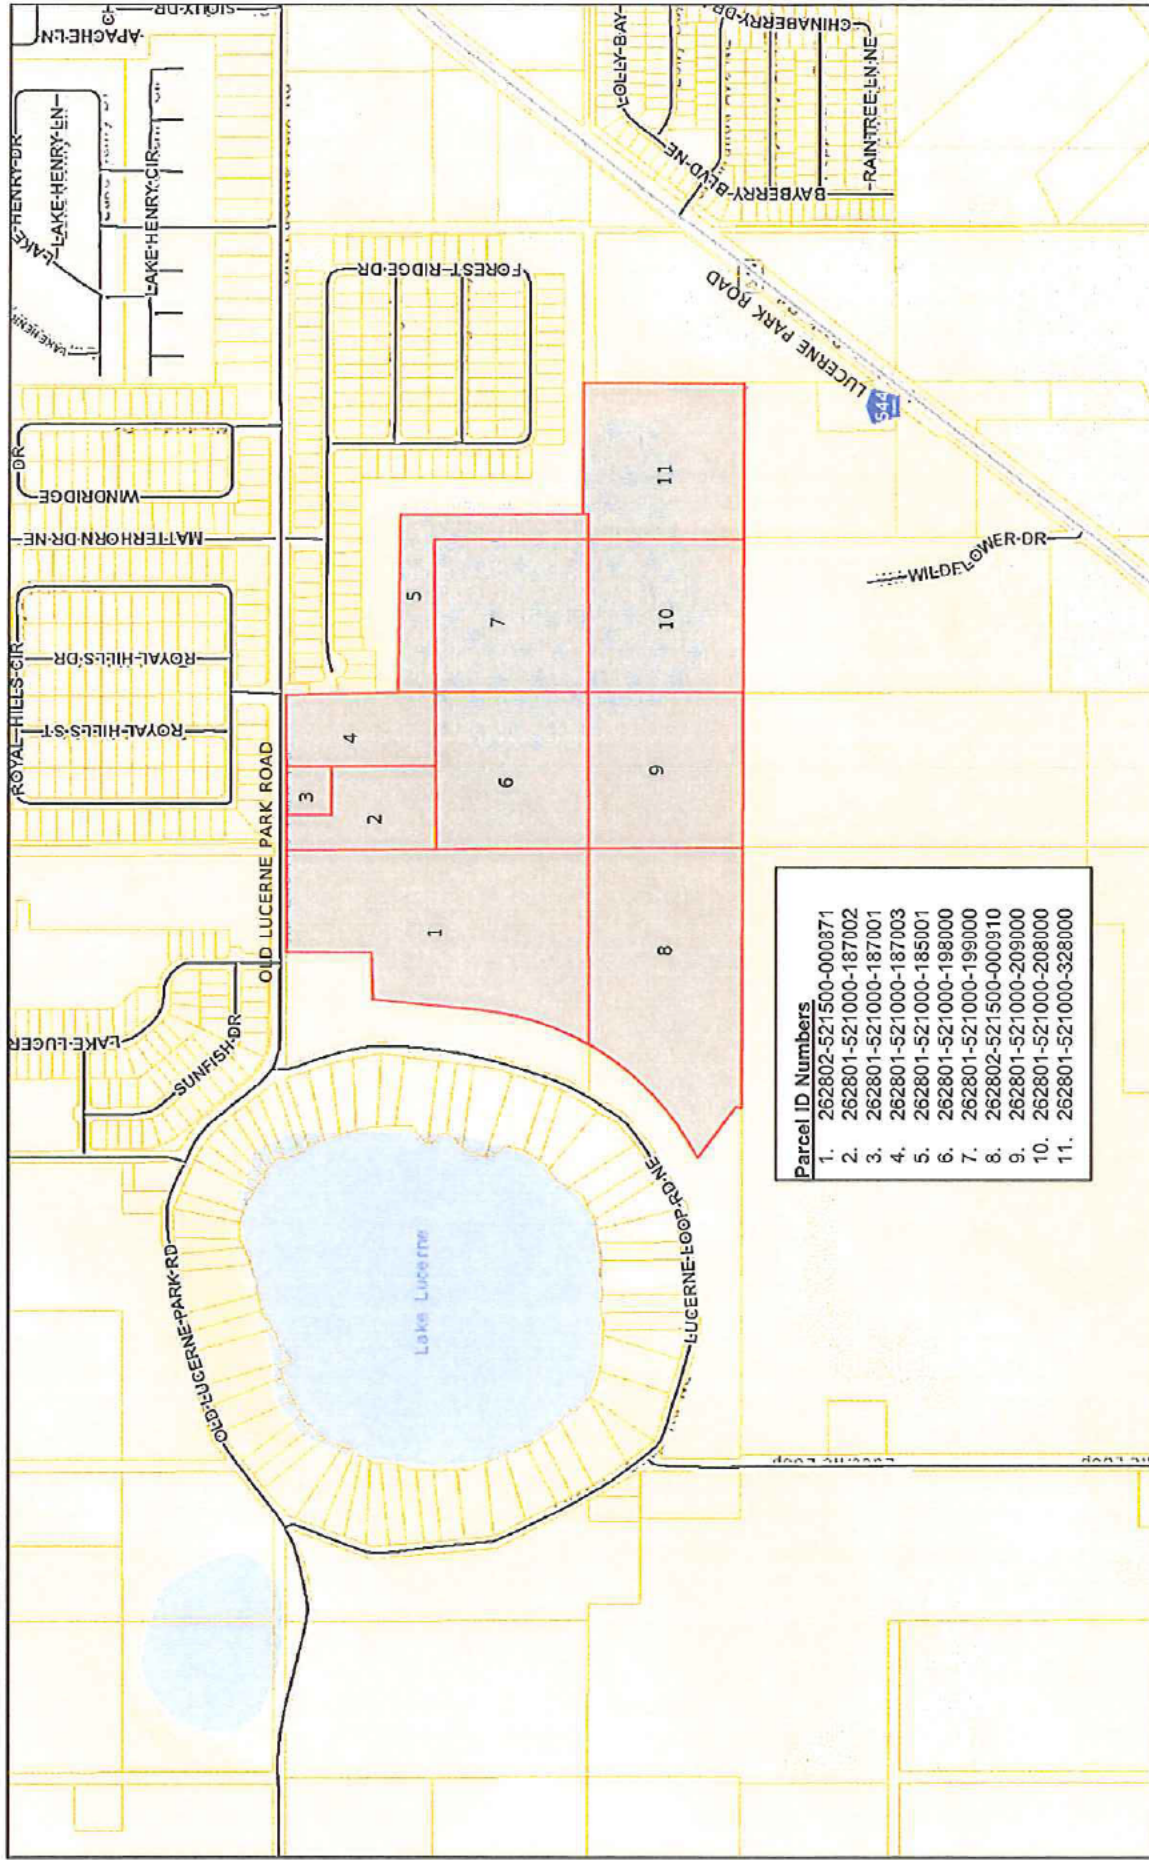 APACHE-LN
SIOUX-DR
CT
LAKE-HENRY-DR
LAKE-HENRY-LN
LAKE-HENRY-CIR
LAKE-HENRY
WINDRIDGE
DR
MATTERHORN-DR-NE
ROYAL-HILLS-CIR
ROYAL-HILLS-DR
ROYAL-HILLS-ST
LAKE-LUCER
SUNFISH-DR
OLD LUCERNE PARK ROAD
OLD-LUCERNE-PARK-RD
FOREST-RIDGE-DR
LOLLY-BAY
CHINABERRY-DR
BAYBERRY-BLVD-NE
BAYBERRY
RAINTREE-LN-NE
LUCERNE PARK ROAD
544
WILDFLOWER-DR
Lake Lucerne
LUCERNE-LOOP-RD-NE
1
2
3
4
5
6
7
8
9
10
11
Parcel ID Numbers
1. 262802-521500-000871
2. 262801-521000-187002
3. 262801-521000-187001
4. 262801-521000-187003
5. 262801-521000-185001
6. 262801-521000-198000
7. 262801-521000-199000
8. 262802-521500-000910
9. 262801-521000-209000
10. 262801-521000-208000
11. 262801-521000-328000